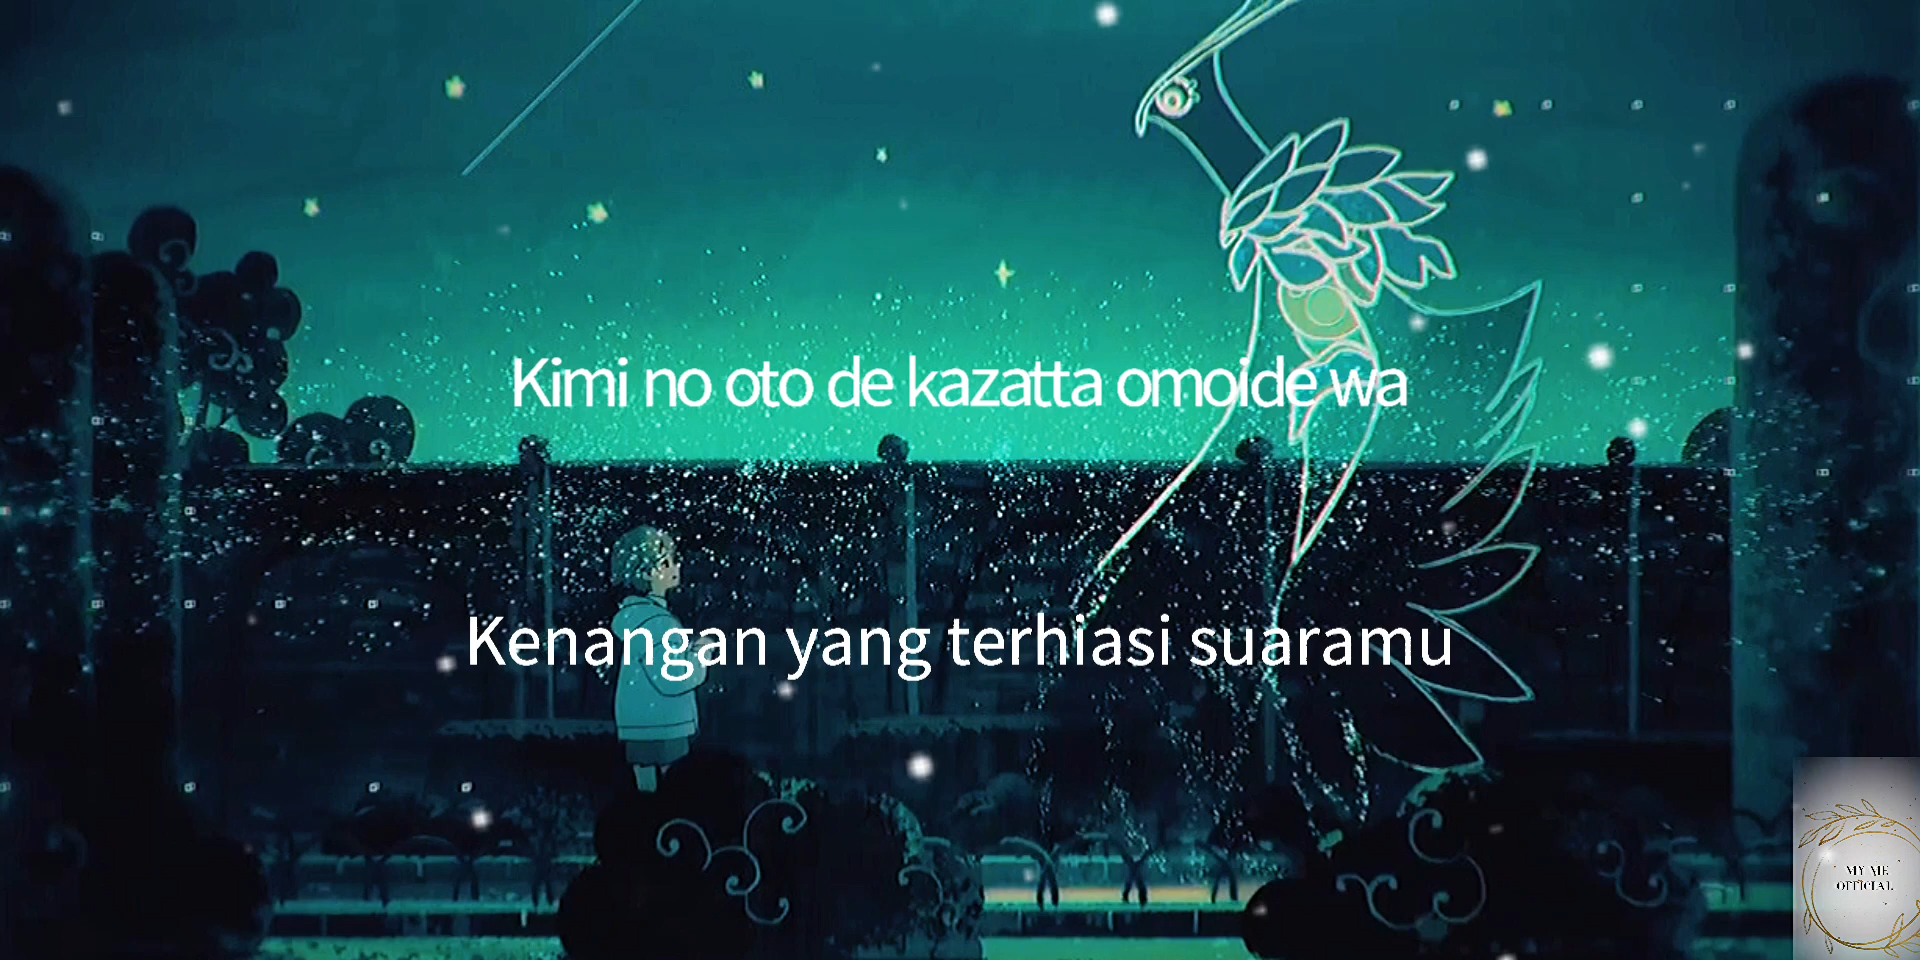 Kimi no oto de kazatta omoide wa
Kenangan yang terhiasi suaramu
MY ME
OFFICIAL